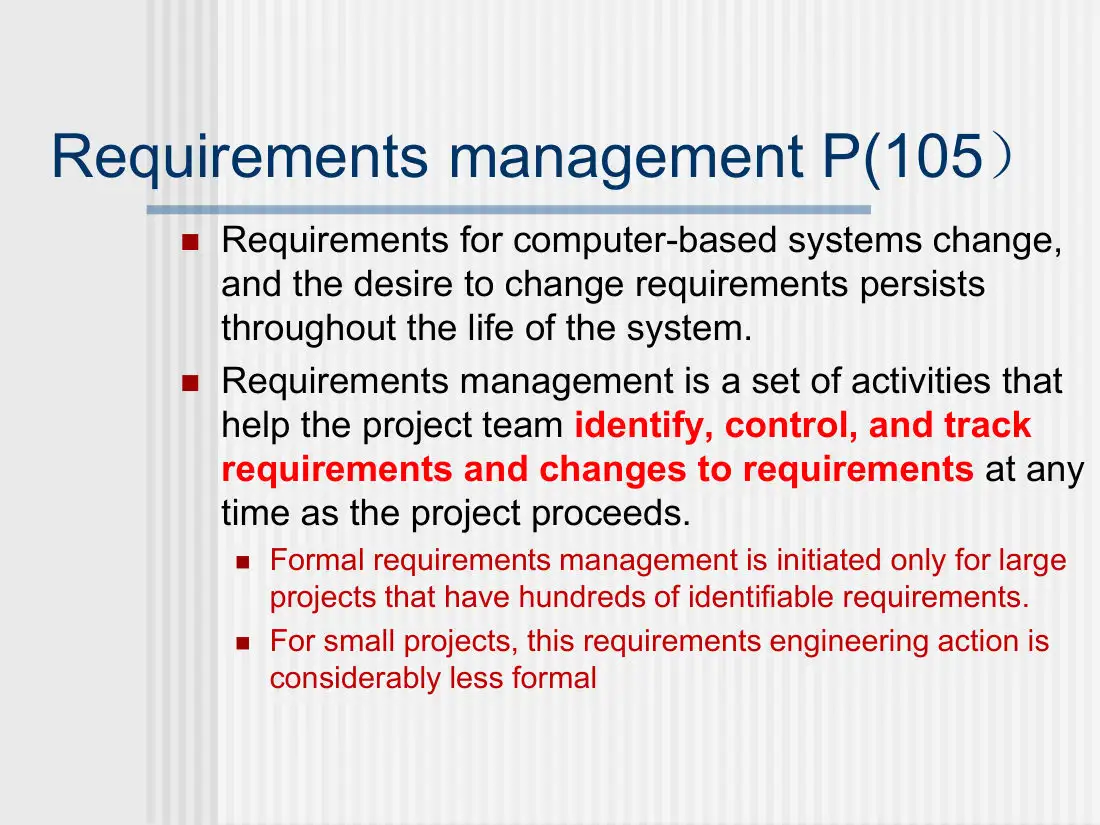 Requirements management P(105）
Requirements for computer-based systems change,
and the desire to change requirements persists
throughout the life of the system.
Requirements management is a set of activities that
help the project team identify, control, and track
requirements and changes to requirements at any
time as the project proceeds.
Formal requirements management is initiated only for large
projects that have hundreds of identifiable requirements.
For small projects, this requirements engineering action is
considerably less formal